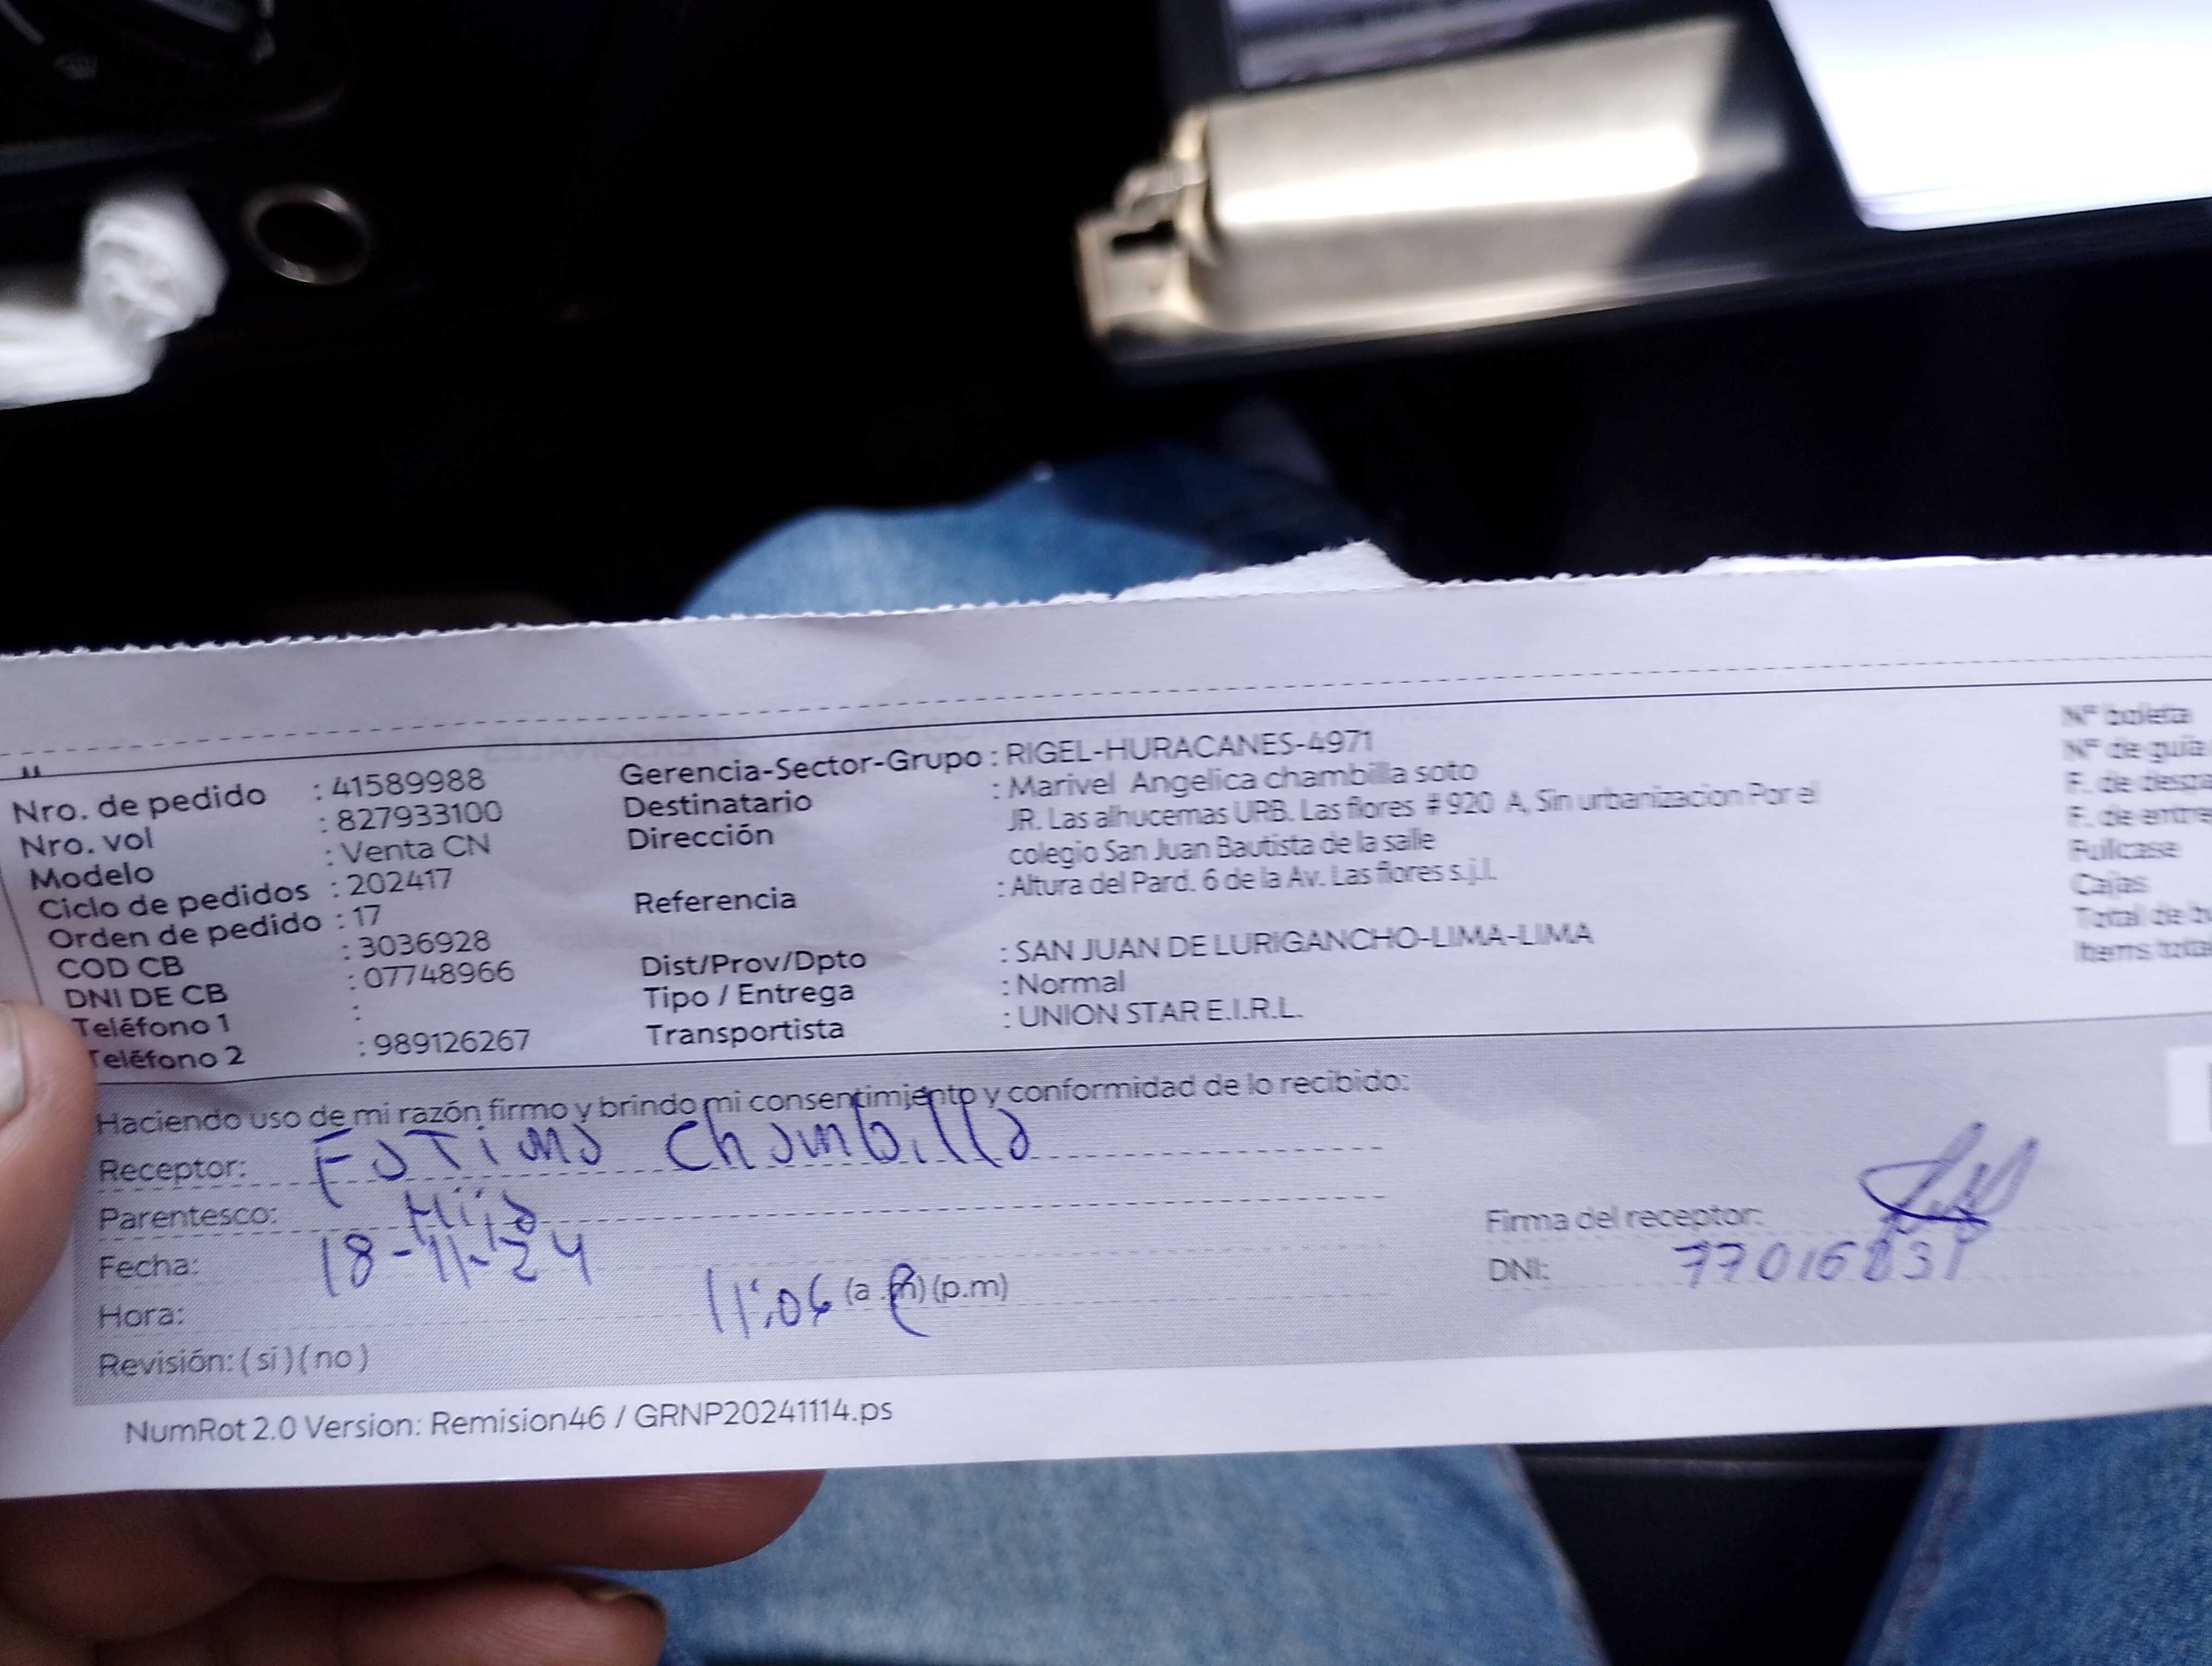 Nro. de pedido : 41589988
Nro. vol : 827933100
Modelo : Venta CN
Ciclo de pedidos : 202417
Orden de pedido : 17
COD CB : 3036928
DNI DE CB : 07748966
Teléfono 1 :
Teléfono 2 : 989126267
Gerencia-Sector-Grupo : RIGEL-HURACANES-4971
Destinatario : Marivel Angelica chambilla soto
Dirección JR. Las alhucemas URB. Las flores # 920 A, Sin urbanizacion Por el
colegio San Juan Bautista de la salle
Referencia : Altura del Pard. 6 de la Av. Las flores s.j.l.
Dist/Prov/Dpto : SAN JUAN DE LURIGANCHO-LIMA-LIMA
Tipo / Entrega : Normal
Transportista : UNION STAR E.I.R.L.
Nº boleta
Nº de guia
F. de despa
F. de entre
Fullcase
Cajas
Total de bu
Items total
Haciendo uso de mi razón firmo y brindo mi consentimiento y conformidad de lo recibido:
Receptor: Fatima Chambilla
Parentesco: Hija
Fecha: 18-11-24
Hora: 11:06 (a.m) (p.m)
Revisión: ( si ) ( no )
Firma del receptor:
DNI:
NumRot 2.0 Version: Remision46 / GRNP20241114.ps